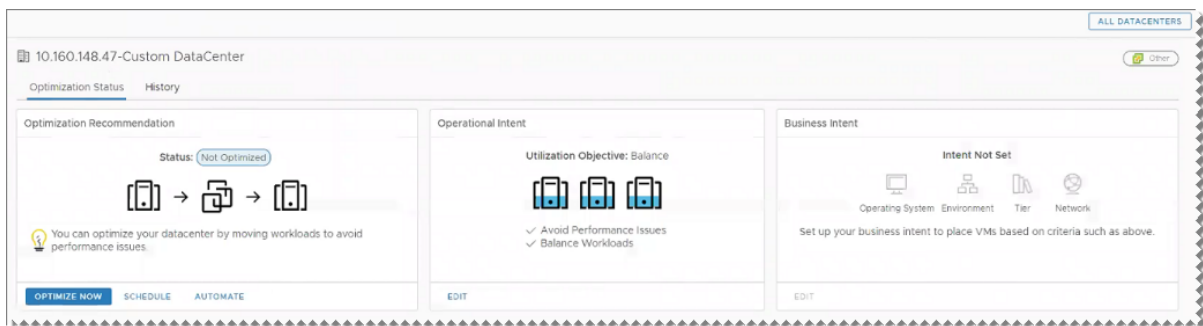 ALL DATACENTERS
10.160.148.47-Custom DataCenter
Other
Optimization Status
History
Optimization Recommendation
Status: Not Optimized
You can optimize your datacenter by moving workloads to avoid
performance issues.
OPTIMIZE NOW
SCHEDULE
AUTOMATE
Operational Intent
Utilization Objective: Balance
Avoid Performance Issues
Balance Workloads
EDIT
Business Intent
Intent Not Set
Operating System
Environment
Tier
Network
Set up your business intent to place VMs based on criteria such as above.
EDIT